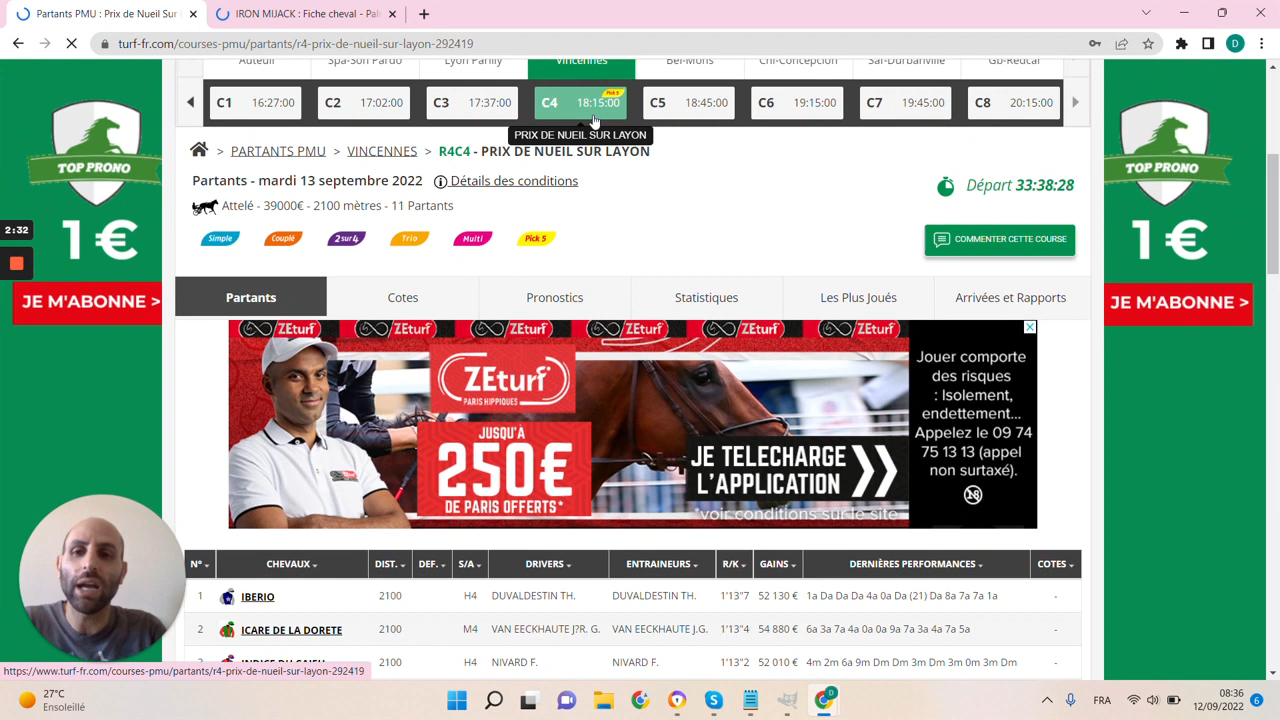 Partants PMU : Prix de Nueil Sur
IRON MIJACK : Fiche cheval - Pal
turf-fr.com/courses-pmu/partants/r4-prix-de-nueil-sur-layon-292419
D
Auteuil
Spa-Son Pardo
Lyon Parilly
Vincennes
Bel-Mons
Chi-Concepcion
Saf-Durbanville
Gb-Redcar
C1 16:27:00
C2 17:02:00
C3 17:37:00
C4 18:15:00
Pick 5
C5 18:45:00
C6 19:15:00
C7 19:45:00
C8 20:15:00
PRIX DE NUEIL SUR LAYON
> PARTANTS PMU > VINCENNES > R4C4 - PRIX DE NUEIL SUR LAYON
Partants - mardi 13 septembre 2022
Détails des conditions
Départ 33:38:28
Attelé - 39000€ - 2100 mètres - 11 Partants
Simple
Couplé
2 sur 4
Trio
Multi
Pick 5
COMMENTER CETTE COURSE
TOP PRONO
1€
JE M'ABONNE >
TOP PRONO
1€
JE M'ABONNE >
2:32
Partants
Cotes
Pronostics
Statistiques
Les Plus Joués
Arrivées et Rapports
ZEturf
ZEturf
ZEturf
ZEturf
ZEturf
ZEturf
ZEturf
PARIS HIPPIQUES
JUSQU'À
250€
DE PARIS OFFERTS*
JE TELECHARGE
L'APPLICATION
*voir conditions sur le site
Jouer comporte
des risques
: Isolement,
endettement...
Appelez le 09 74
75 13 13 (appel
non surtaxé).
18
N° CHEVAUX DIST. DEF. S/A DRIVERS ENTRAINEURS R/K GAINS DERNIÈRES PERFORMANCES COTES
1 IBERIO 2100 H4 DUVALDESTIN TH. DUVALDESTIN TH. 1'13"7 52 130 € 1a Da Da Da 4a 0a Da (21) Da 8a 7a 7a 1a -
2 ICARE DE LA DORETE 2100 M4 VAN EECKHAUTE J?R. G. VAN EECKHAUTE J.G. 1'13"4 54 880 € 6a 3a 7a 4a 0a 0a 9a 7a 3a 4a 7a 5a -
2100 H4 NIVARD F. NIVARD F. 1'13"2 52 010 € 4m 2m 6a 9m Dm Dm 3m Dm 3m 0m 3m Dm -
https://www.turf-fr.com/courses-pmu/partants/r4-prix-de-nueil-sur-layon-292419
27°C
Ensoleillé
D
FRA
08:36
12/09/2022
6